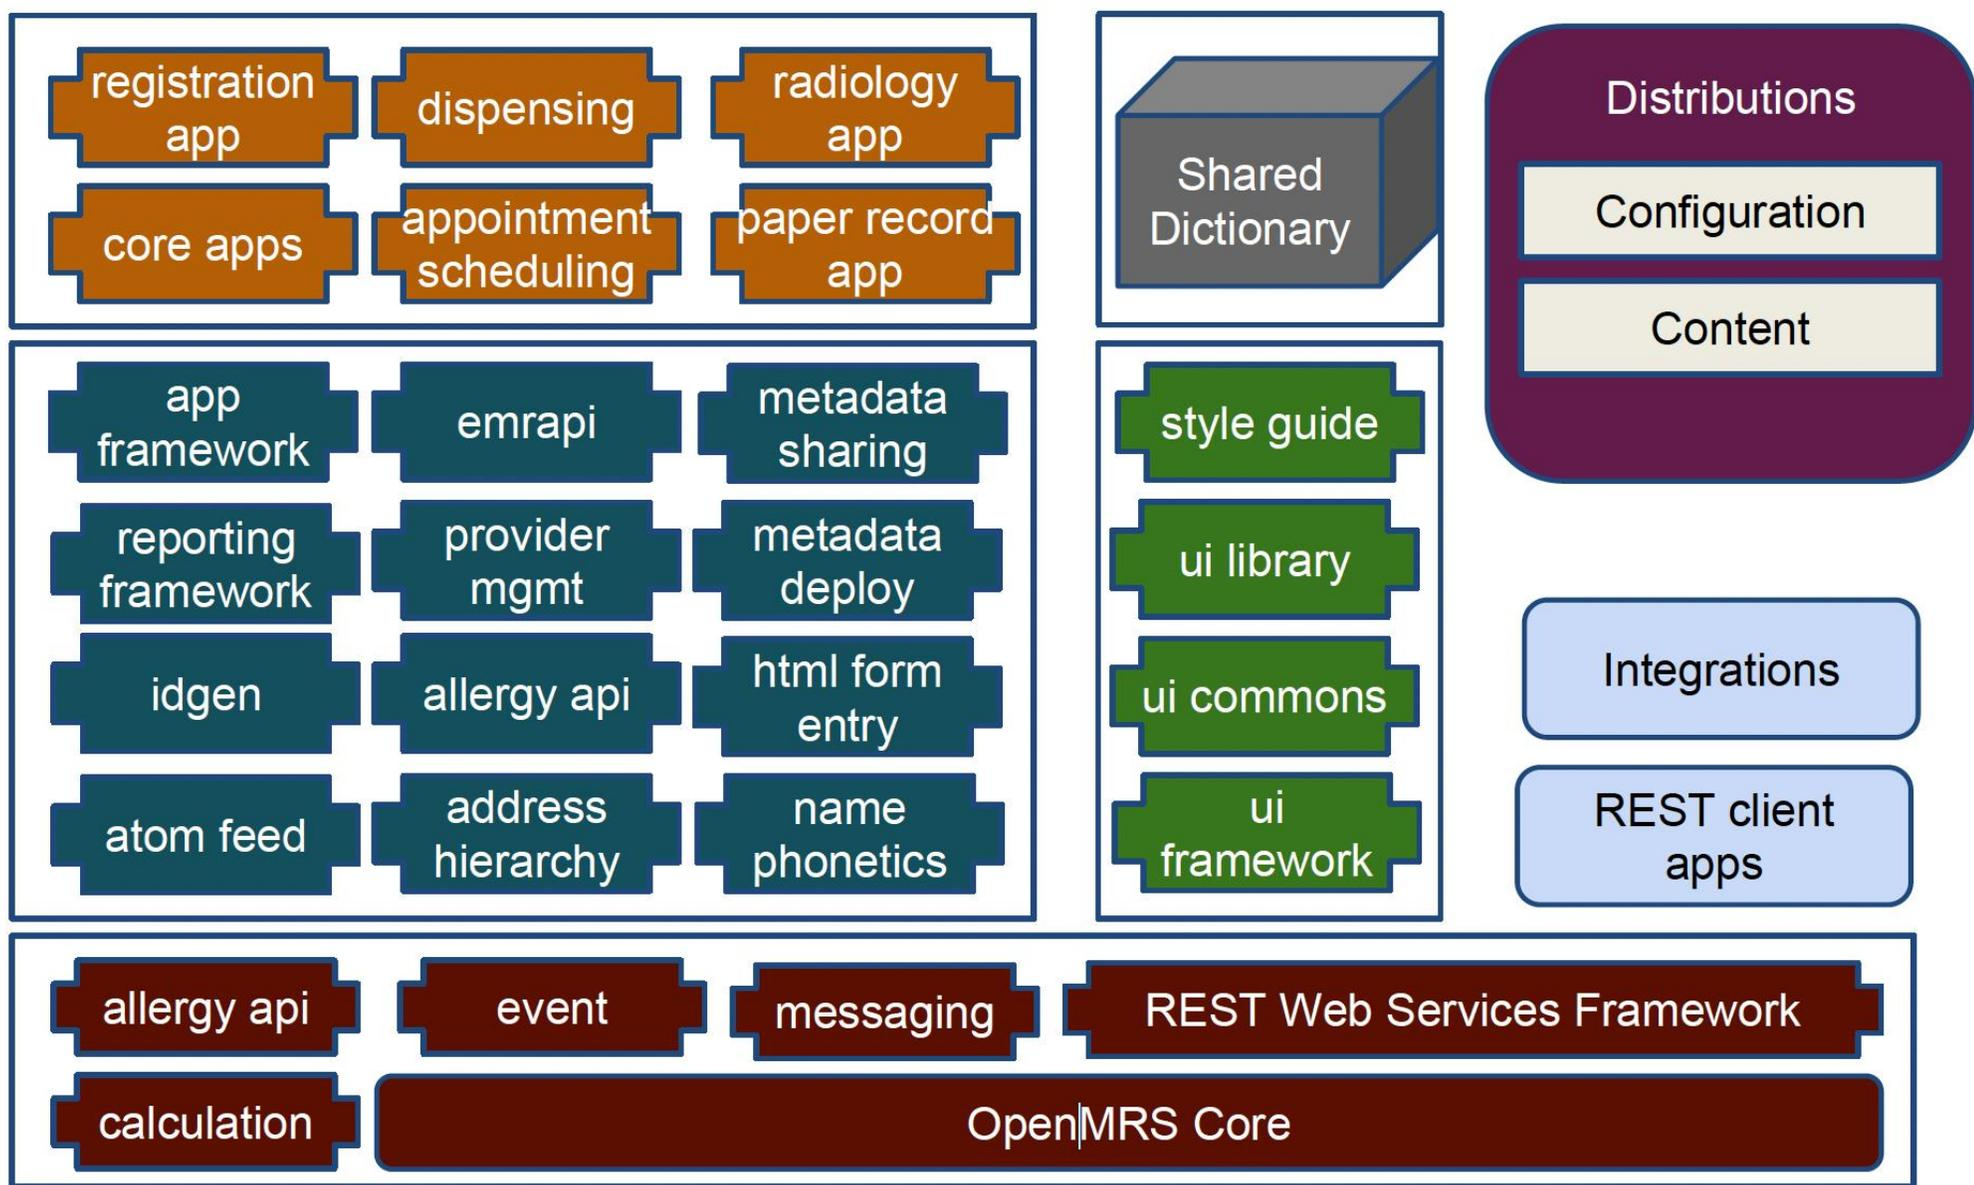 registration
app
dispensing
radiology
app
core apps
appointment
scheduling
paper record
app
Shared
Dictionary
Distributions
Configuration
Content
app
framework
emrapi
metadata
sharing
reporting
framework
provider
mgmt
metadata
deploy
idgen
allergy api
html form
entry
atom feed
address
hierarchy
name
phonetics
style guide
ui library
ui commons
ui
framework
Integrations
REST client
apps
allergy api
event
messaging
REST Web Services Framework
calculation
OpenMRS Core